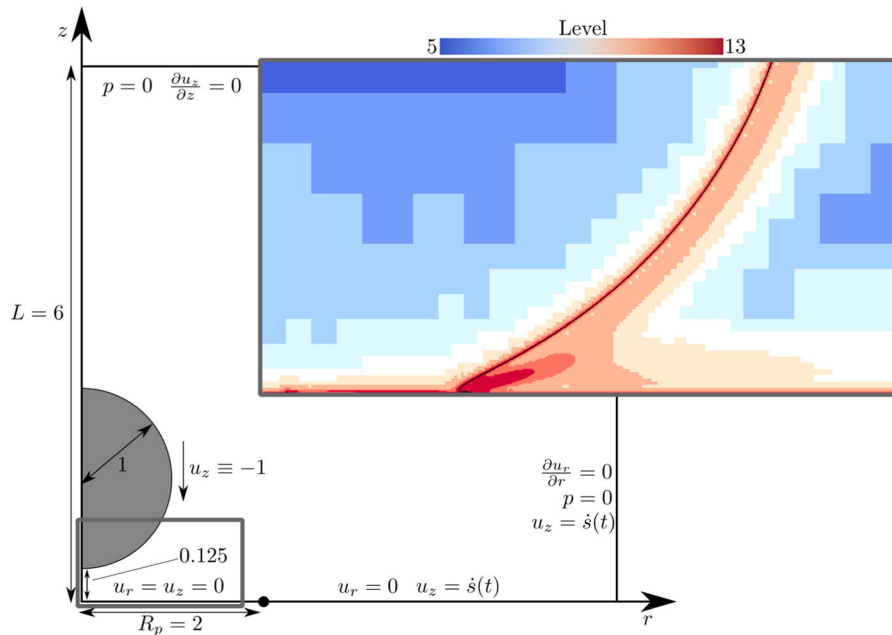 z
Level
5 13
p = 0 ∂u_z/∂z = 0
L = 6
1
u_z ≡ −1
∂u_r/∂r = 0
p = 0
u_z = ṡ(t)
0.125
u_r = u_z = 0
u_r = 0 u_z = ṡ(t)
R_p = 2
r